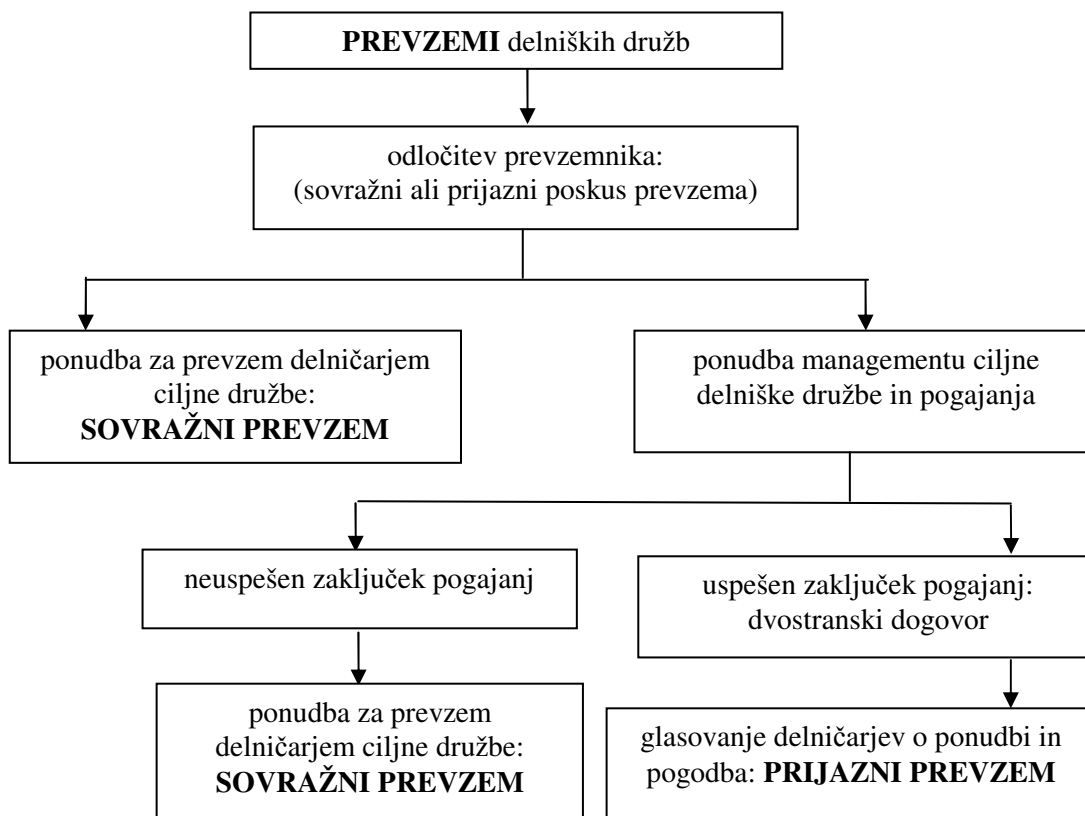 PREVZEMI delniških družb
odločitev prevzemnika:
(sovražni ali prijazni poskus prevzema)
ponudba za prevzem delničarjem
ciljne družbe:
SOVRAŽNI PREVZEM
ponudba managementu ciljne
delniške družbe in pogajanja
neuspešen zaključek pogajanj
uspešen zaključek pogajanj:
dvostranski dogovor
ponudba za prevzem
delničarjem ciljne družbe:
SOVRAŽNI PREVZEM
glasovanje delničarjev o ponudbi in
pogodba: PRIJAZNI PREVZEM